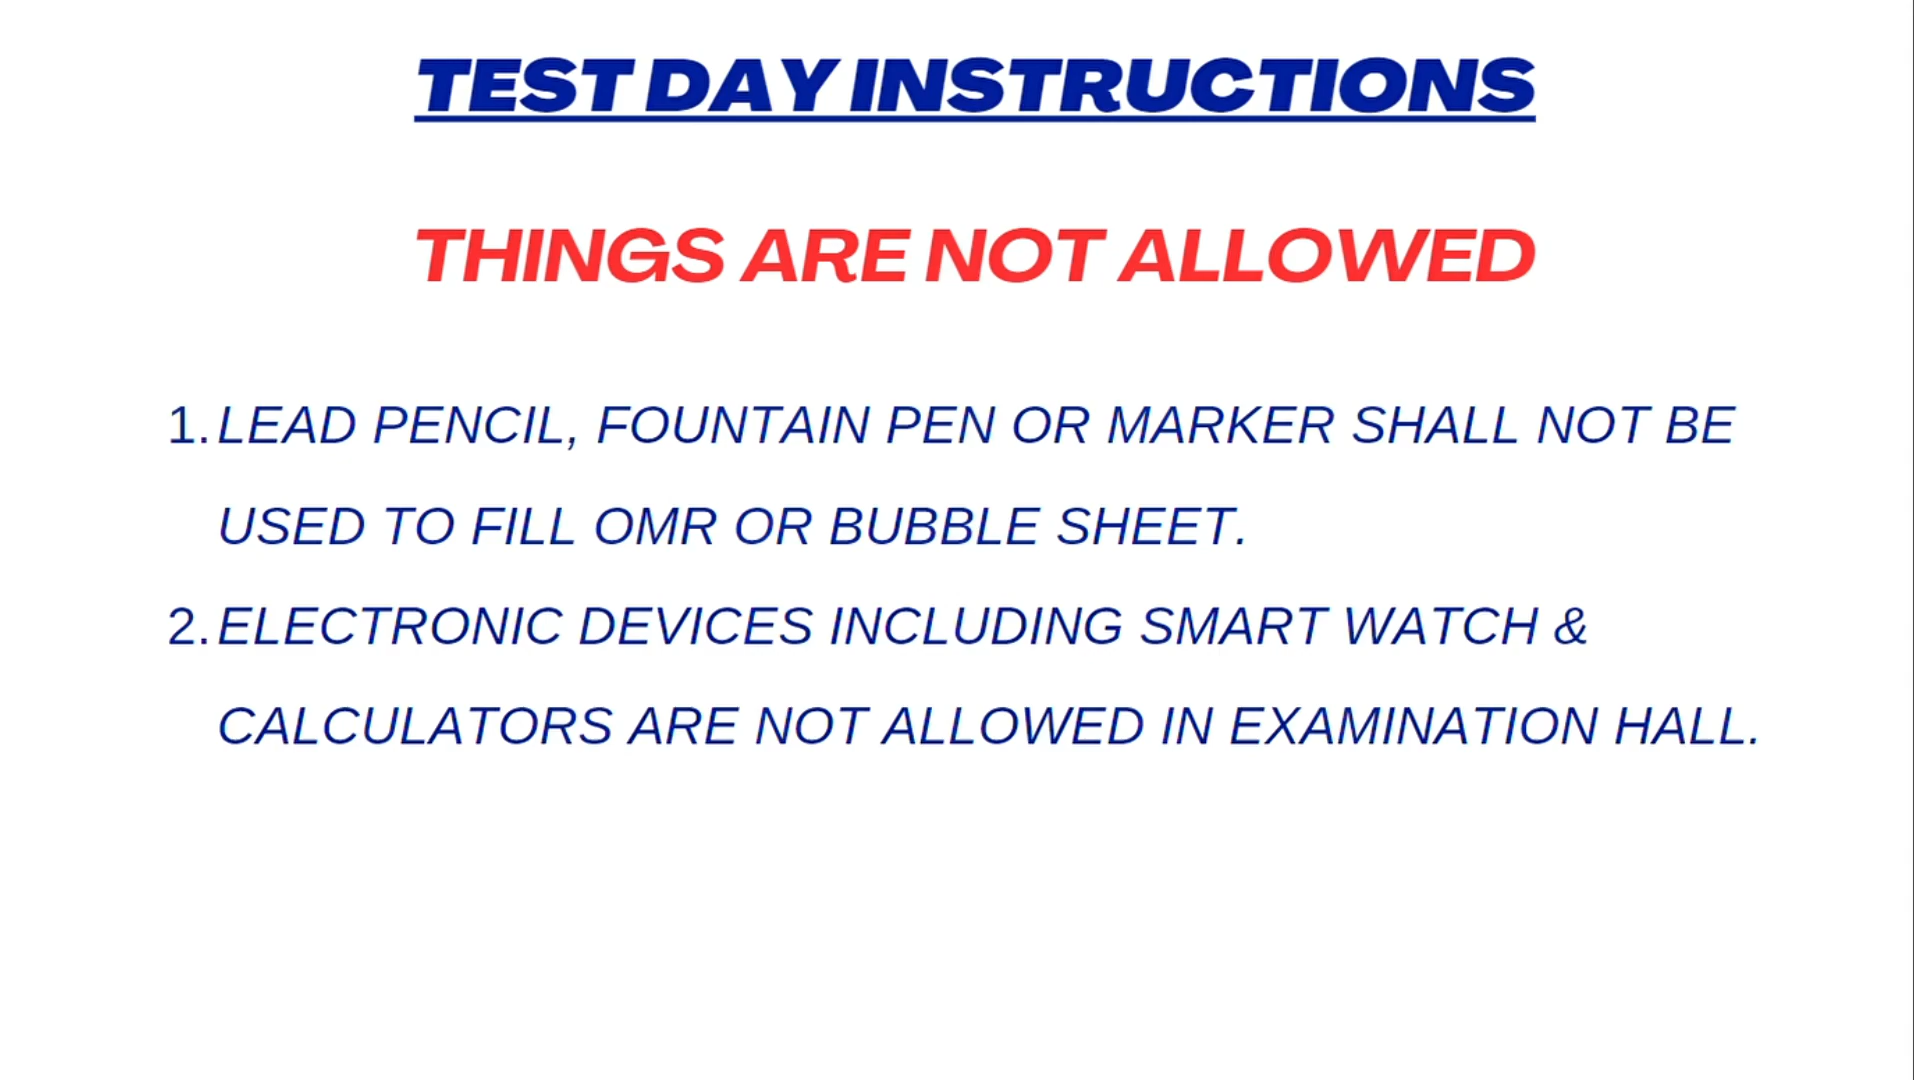 TEST DAY INSTRUCTIONS
THINGS ARE NOT ALLOWED
1. LEAD PENCIL, FOUNTAIN PEN OR MARKER SHALL NOT BE
USED TO FILL OMR OR BUBBLE SHEET.
2. ELECTRONIC DEVICES INCLUDING SMART WATCH &
CALCULATORS ARE NOT ALLOWED IN EXAMINATION HALL.